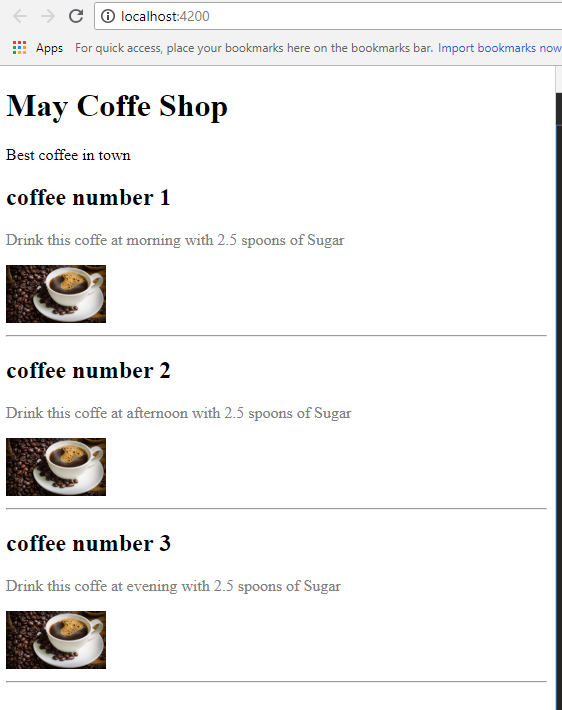 localhost:4200
Apps For quick access, place your bookmarks here on the bookmarks bar. Import bookmarks now
May Coffe Shop
Best coffee in town
coffee number 1
Drink this coffe at morning with 2.5 spoons of Sugar
coffee number 2
Drink this coffe at afternoon with 2.5 spoons of Sugar
coffee number 3
Drink this coffe at evening with 2.5 spoons of Sugar